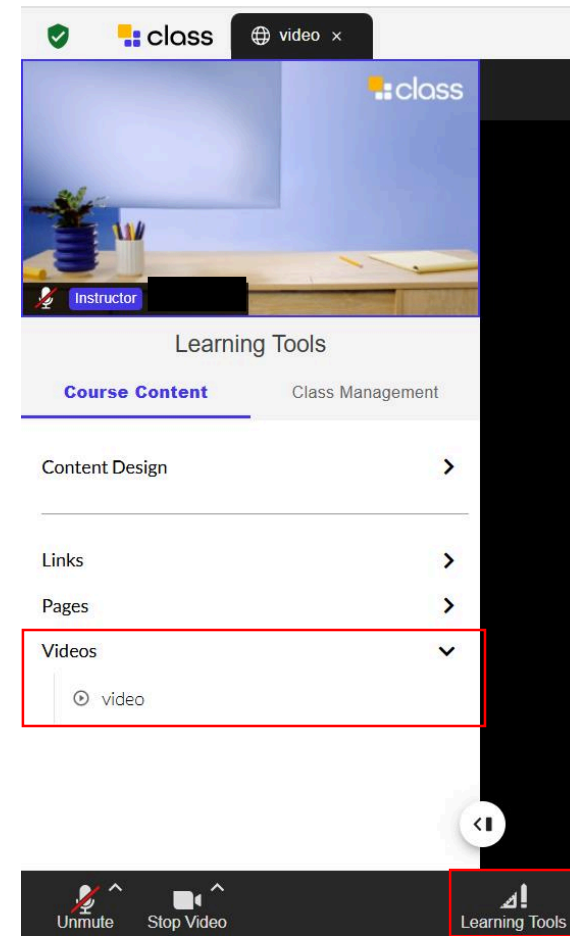 class
video ×
class
Instructor
Learning Tools
Course Content
Class Management
Content Design
Links
Pages
Videos
video
Unmute
Stop Video
Learning Tools